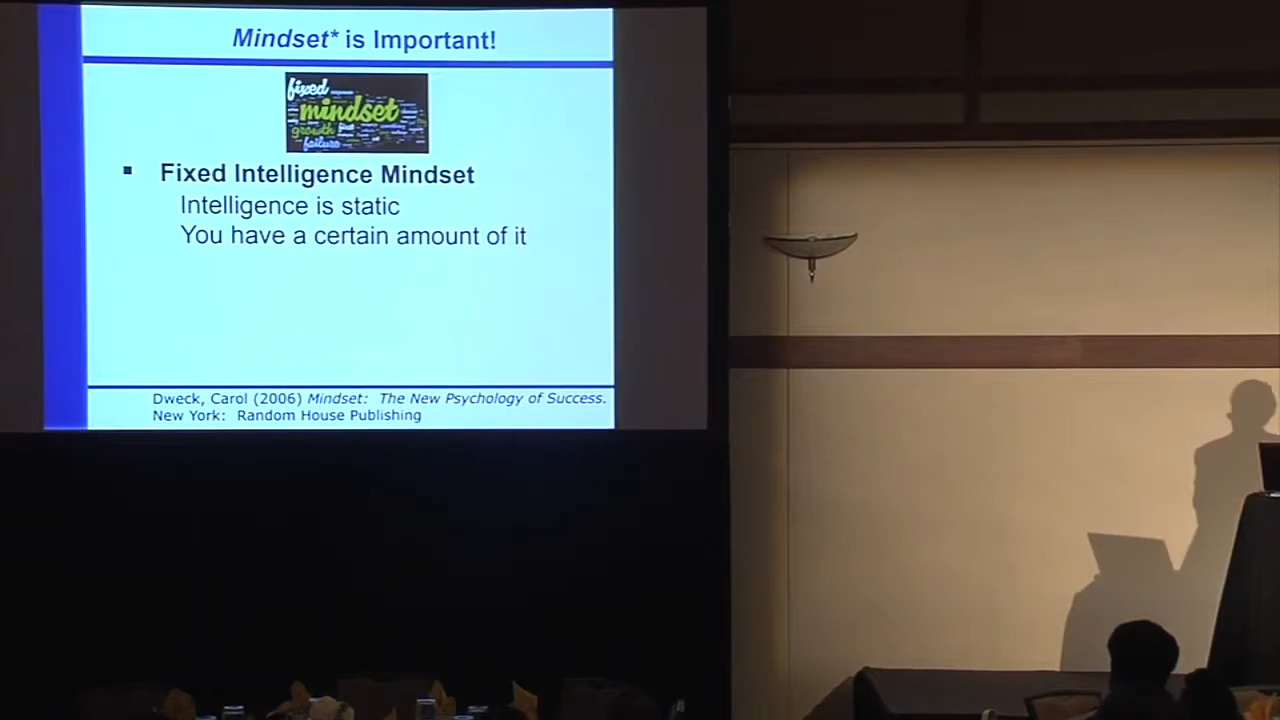 Mindset* is Important!
fixed
mindset
growth
failure
▪ Fixed Intelligence Mindset
Intelligence is static
You have a certain amount of it
Dweck, Carol (2006) Mindset: The New Psychology of Success.
New York: Random House Publishing